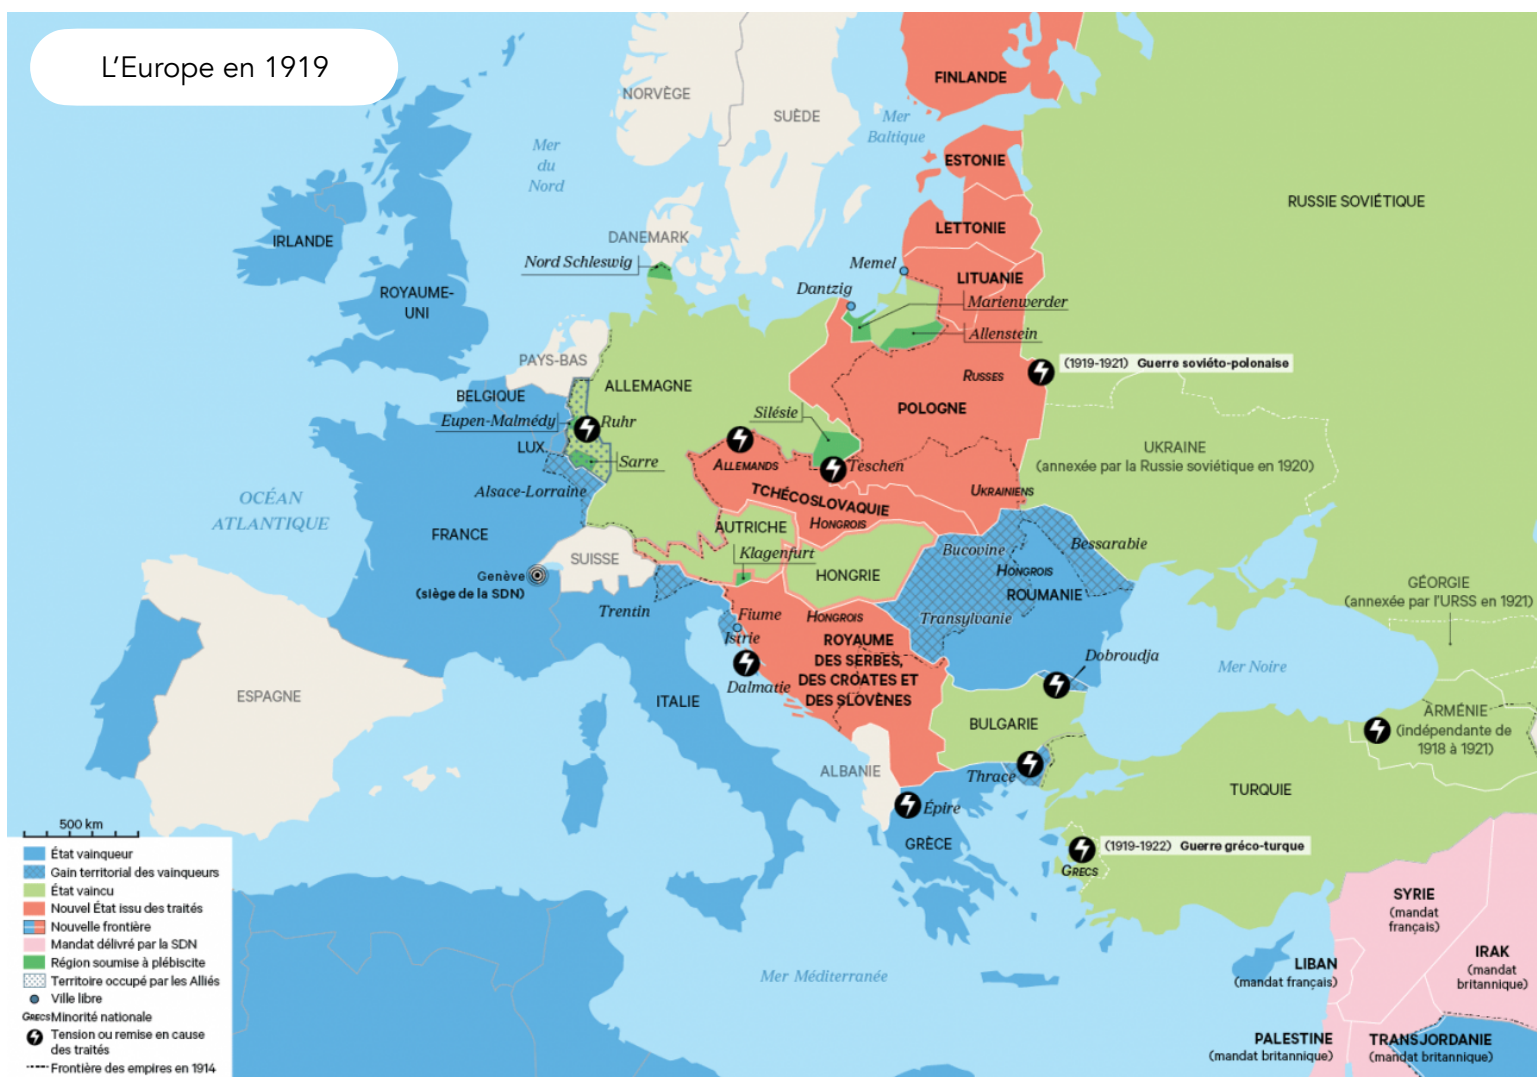 L'Europe en 1919
FINLANDE
NORVÈGE
SUÈDE
Mer
Baltique
Mer
du
Nord
ESTONIE
RUSSIE SOVIÉTIQUE
LETTONIE
IRLANDE
DANEMARK
Nord Schleswig
Memel
LITUANIE
Dantzig
ROYAUME-
UNI
Marienwerder
Allenstein
PAYS-BAS
(1919-1921) Guerre soviéto-polonaise
RUSSES
ALLEMAGNE
BELGIQUE
POLOGNE
Silésie
Eupen-Malmédy
Ruhr
LUX.
UKRAINE
(annexée par la Russie soviétique en 1920)
Sarre
ALLEMANDS
Teschen
Alsace-Lorraine
UKRAINIENS
OCÉAN
ATLANTIQUE
TCHÉCOSLOVAQUIE
HONGROIS
FRANCE
AUTRICHE
Klagenfurt
Bucovine
Bessarabie
SUISSE
Genève
(siège de la SDN)
HONGRIE
HONGROIS
ROUMANIE
GÉORGIE
(annexée par l'URSS en 1921)
Trentin
Fiume
HONGROIS
Transylvanie
Istrie
ROYAUME
DES SERBES,
DES CROATES ET
DES SLOVÈNES
Dobroudja
Mer Noire
Dalmatie
ESPAGNE
ITALIE
BULGARIE
ARMÉNIE
(indépendante de
1918 à 1921)
ALBANIE
Thrace
TURQUIE
Épire
GRÈCE
(1919-1922) Guerre gréco-turque
GRECS
500 km
État vainqueur
Gain territorial des vainqueurs
État vaincu
Nouvel État issu des traités
Nouvelle frontière
Mandat délivré par la SDN
Région soumise à plébiscite
Territoire occupé par les Alliés
Ville libre
GRECS Minorité nationale
Tension ou remise en cause
des traités
Frontière des empires en 1914
Mer Méditerranée
SYRIE
(mandat
français)
IRAK
(mandat
britannique)
LIBAN
(mandat français)
PALESTINE
(mandat britannique)
TRANSJORDANIE
(mandat britannique)